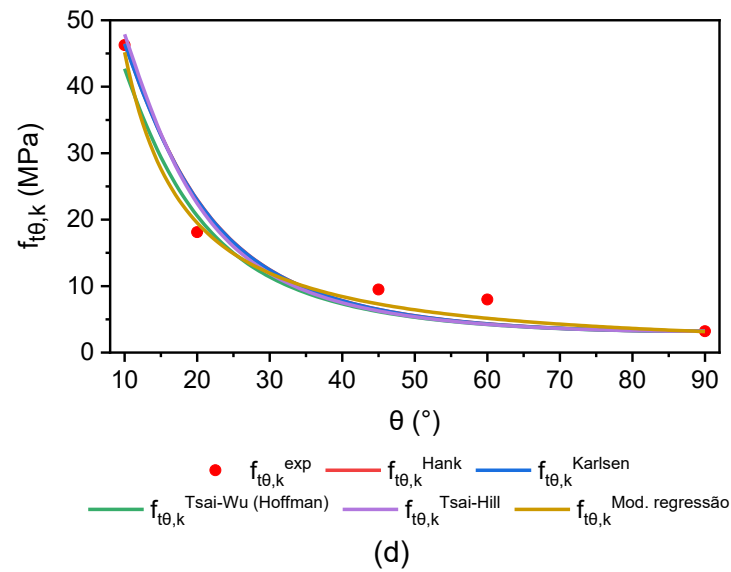 50
40
30
20
10
0
f_tθ,k (MPa)
10 20 30 40 50 60 70 80 90
θ (°)
f_tθ,k^exp f_tθ,k^Hank f_tθ,k^Karlsen
f_tθ,k^Tsai-Wu (Hoffman) f_tθ,k^Tsai-Hill f_tθ,k^Mod. regressão
(d)